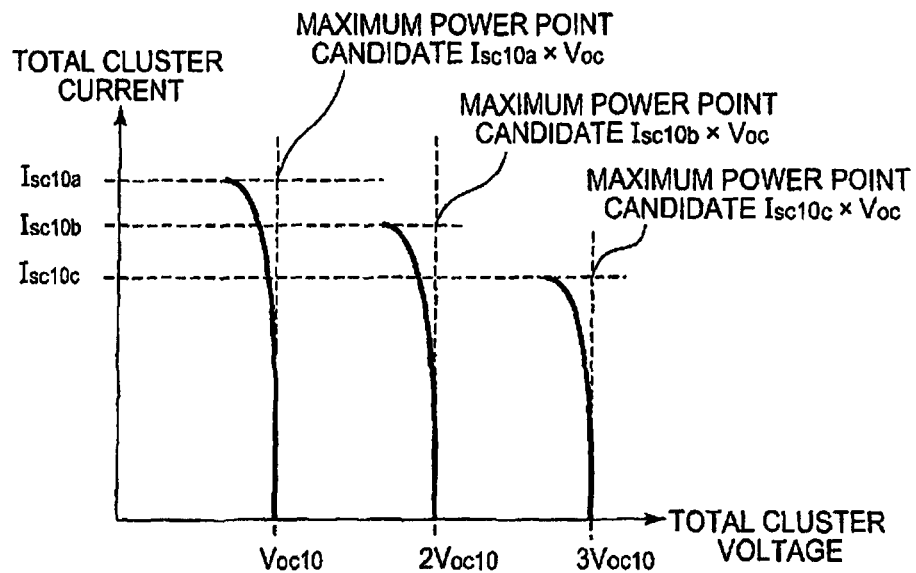 MAXIMUM POWER POINT
CANDIDATE Isc10a × Voc
TOTAL CLUSTER
CURRENT
MAXIMUM POWER POINT
CANDIDATE Isc10b × Voc
MAXIMUM POWER POINT
CANDIDATE Isc10c × Voc
Isc10a
Isc10b
Isc10c
TOTAL CLUSTER
VOLTAGE
Voc10
2Voc10
3Voc10